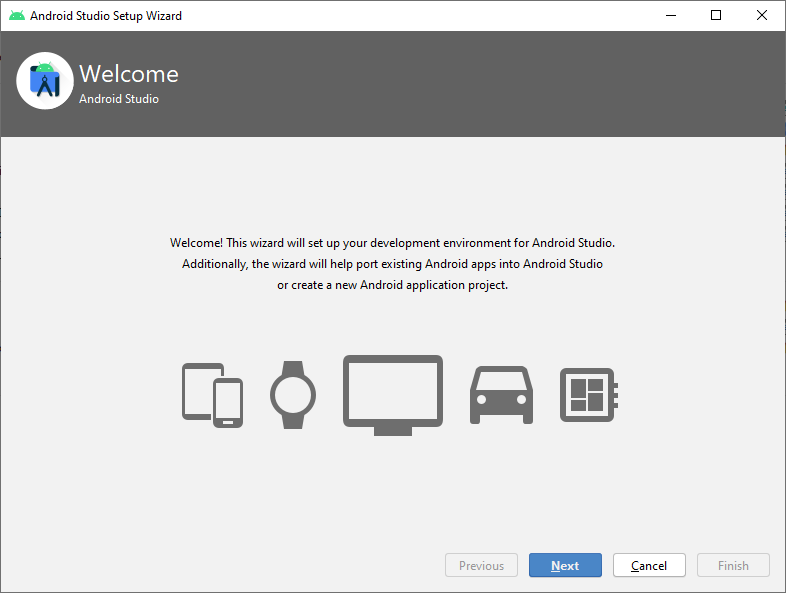 Android Studio Setup Wizard
Welcome
Android Studio
Welcome! This wizard will set up your development environment for Android Studio.
Additionally, the wizard will help port existing Android apps into Android Studio
or create a new Android application project.
Previous
Next
Cancel
Finish